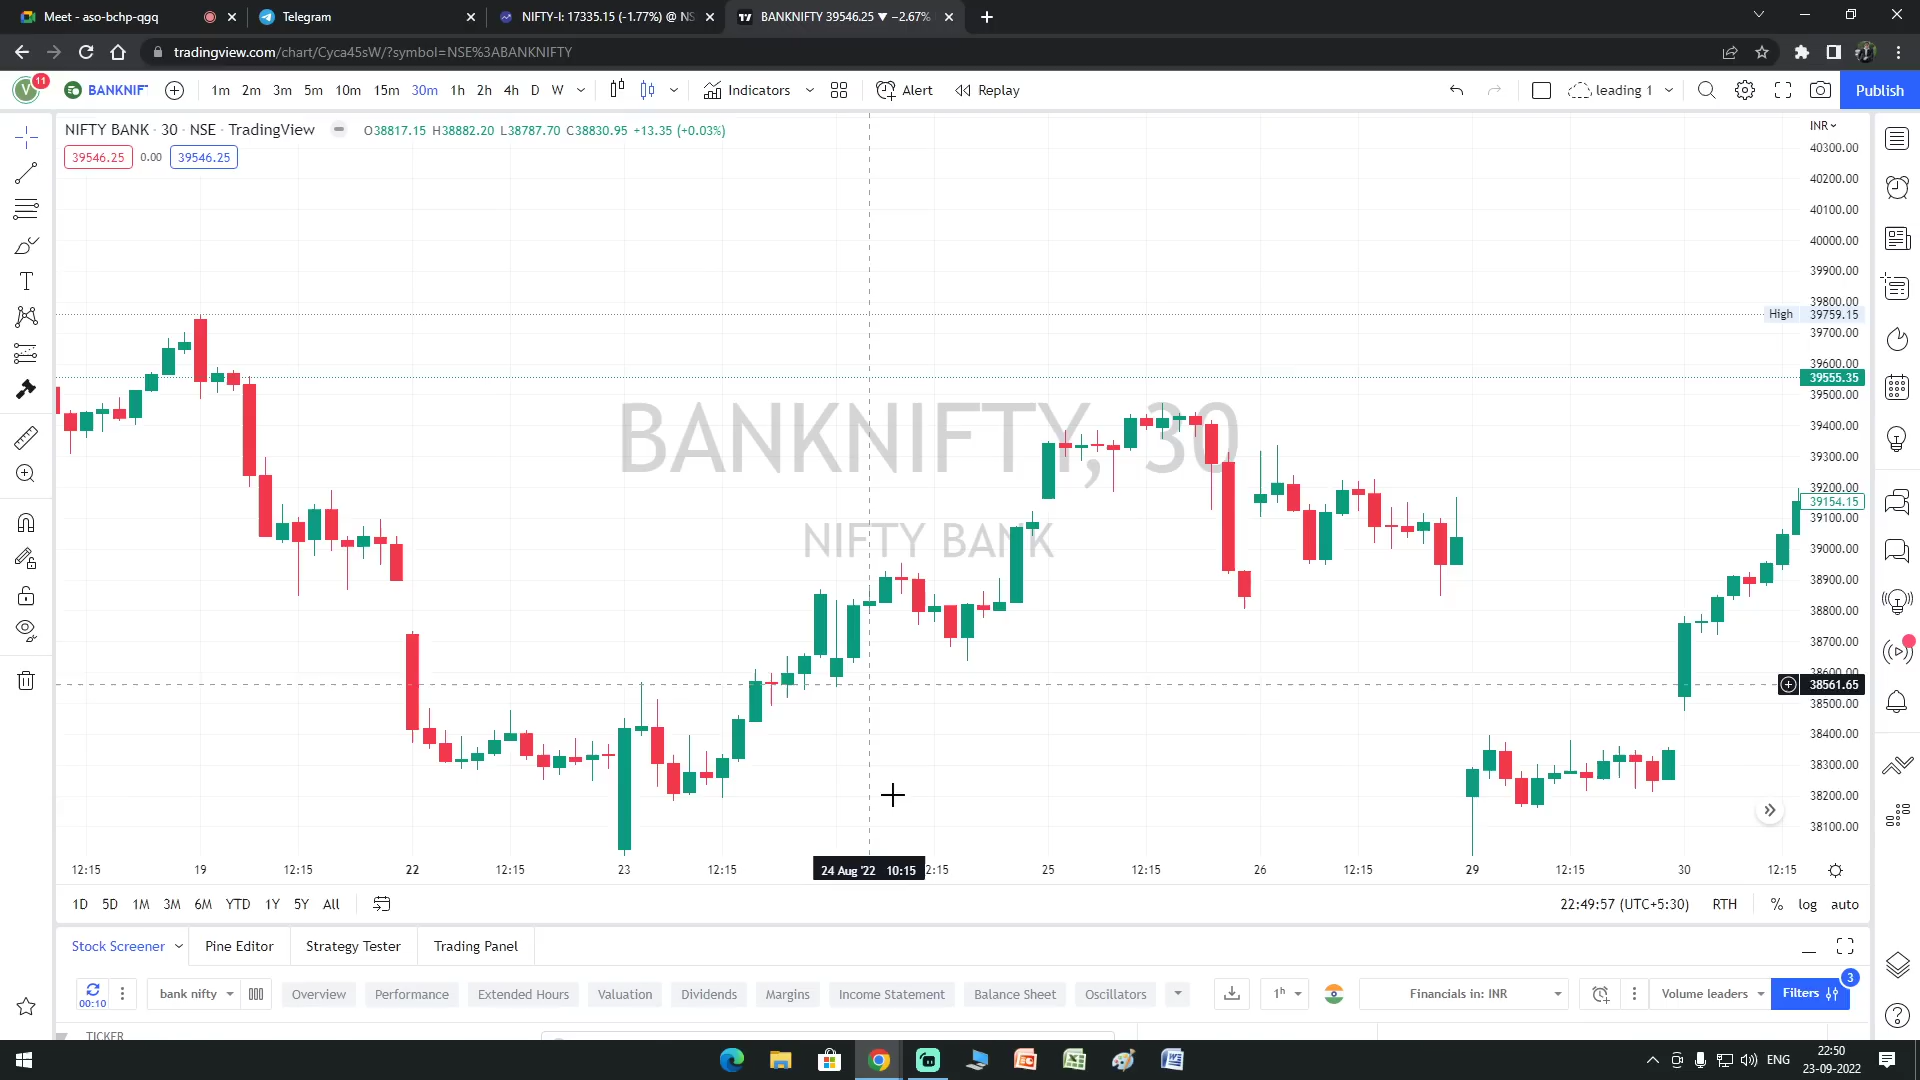 Meet - aso-bchp-qgq
Telegram
NIFTY-I: 17335.15 (-1.77%) @ NS
BANKNIFTY 39546.25 ▼ −2.67%
tradingview.com/chart/Cyca45sW/?symbol=NSE%3ABANKNIFTY
V 11 BANKNIF 1m 2m 3m 5m 10m 15m 30m 1h 2h 4h D W Indicators Alert Replay leading 1 Publish
NIFTY BANK · 30 · NSE · TradingView O38817.15 H38882.20 L38787.70 C38830.95 +13.35 (+0.03%)
INR
39546.25 0.00 39546.25
40300.00
40200.00
40100.00
40000.00
39900.00
39800.00
High 39759.15
39700.00
39600.00
39555.35
39500.00
39400.00
39300.00
39200.00
39154.15
39100.00
39000.00
38900.00
38800.00
38700.00
38600.00
38561.65
38500.00
38400.00
38300.00
38200.00
38100.00
BANKNIFTY, 30
NIFTY BANK
12:15 19 12:15 22 12:15 23 12:15 24 Aug '22 10:15 2:15 25 12:15 26 12:15 29 12:15 30 12:15
1D 5D 1M 3M 6M YTD 1Y 5Y All 22:49:57 (UTC+5:30) RTH % log auto
Stock Screener Pine Editor Strategy Tester Trading Panel
00:10 bank nifty Overview Performance Extended Hours Valuation Dividends Margins Income Statement Balance Sheet Oscillators 1h Financials in: INR Volume leaders Filters 3
TICKER
ENG 22:50
23-09-2022